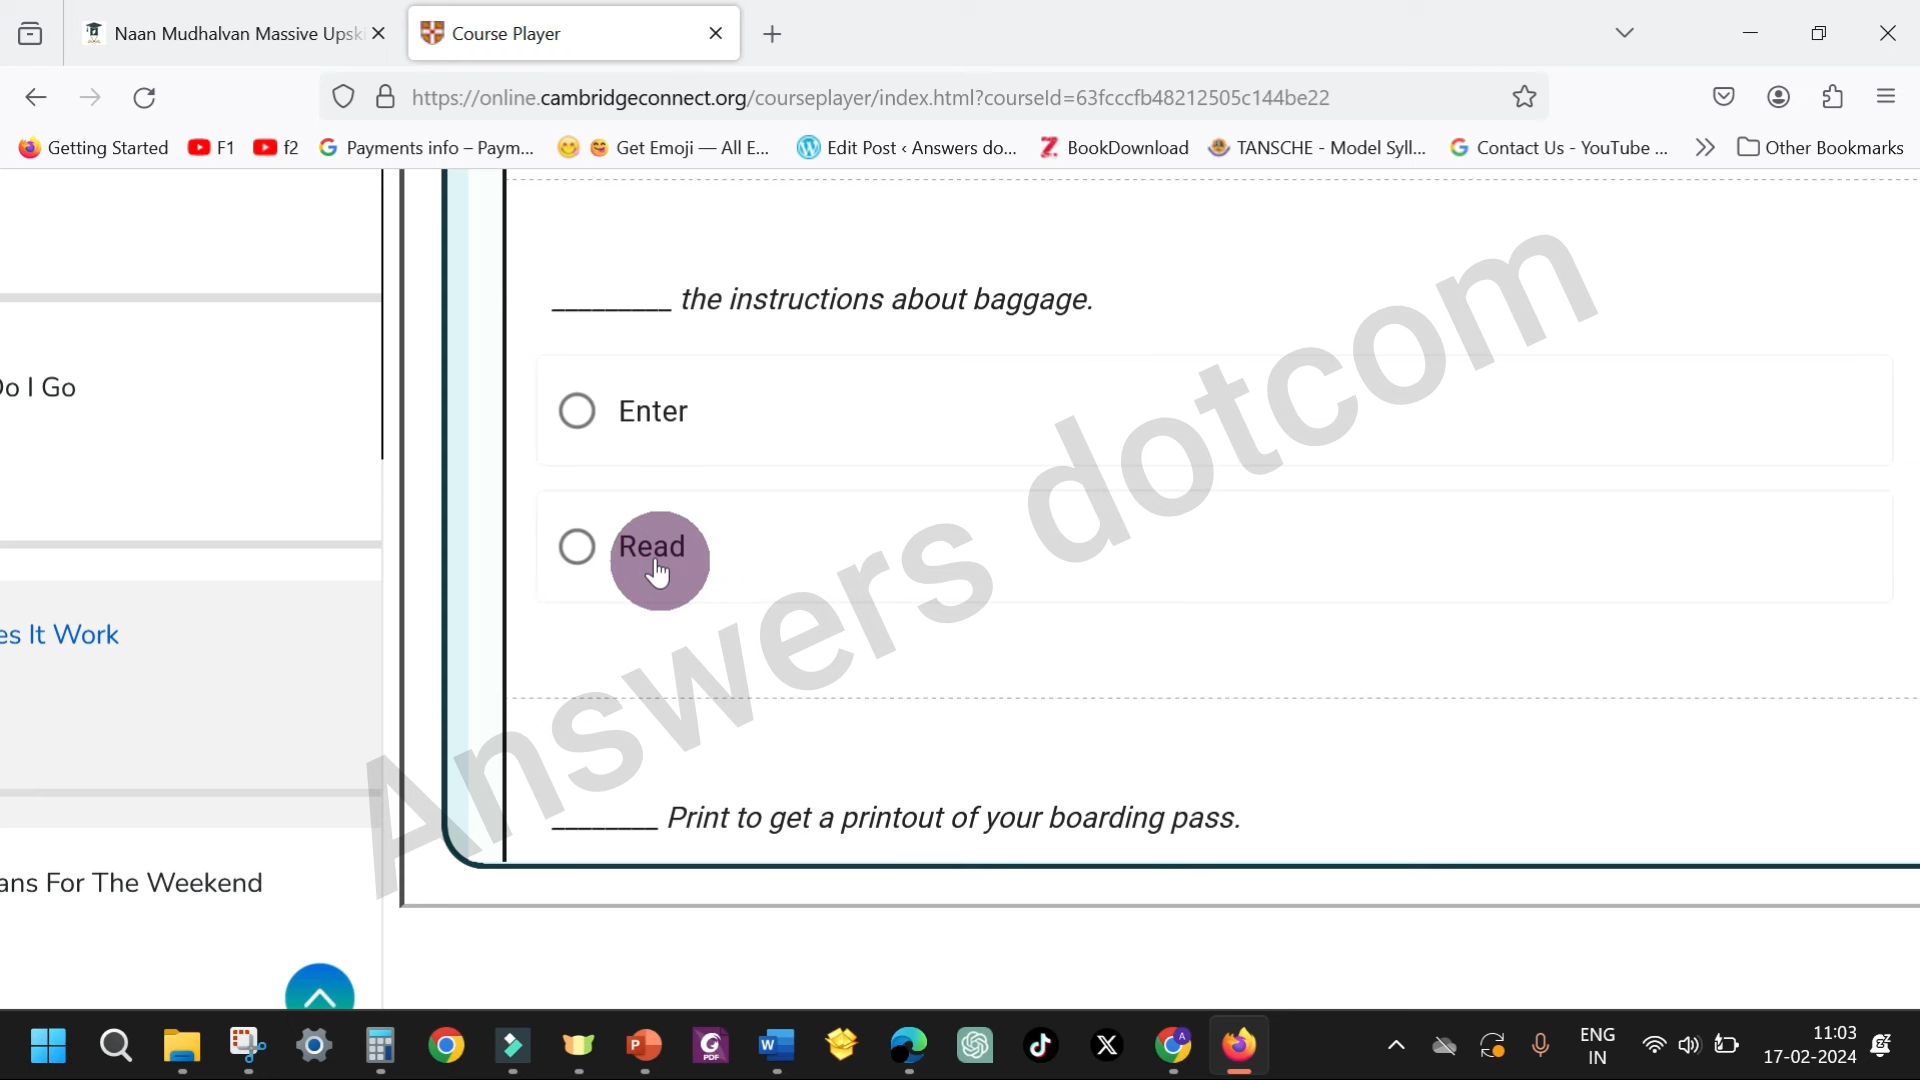 Naan Mudhalvan Massive Upsk
Course Player
https://online.cambridgeconnect.org/courseplayer/index.html?courseId=63fcccfb48212505c144be22
Getting Started F1 f2 Payments info – Paym... Get Emoji — All E... Edit Post ‹ Answers do... BookDownload TANSCHE - Model Syll... Contact Us - YouTube ... Other Bookmarks
_________ the instructions about baggage.
Do I Go
Enter
Read
es It Work
________ Print to get a printout of your boarding pass.
ans For The Weekend
Answers dotcom
ENG
IN
11:03
17-02-2024